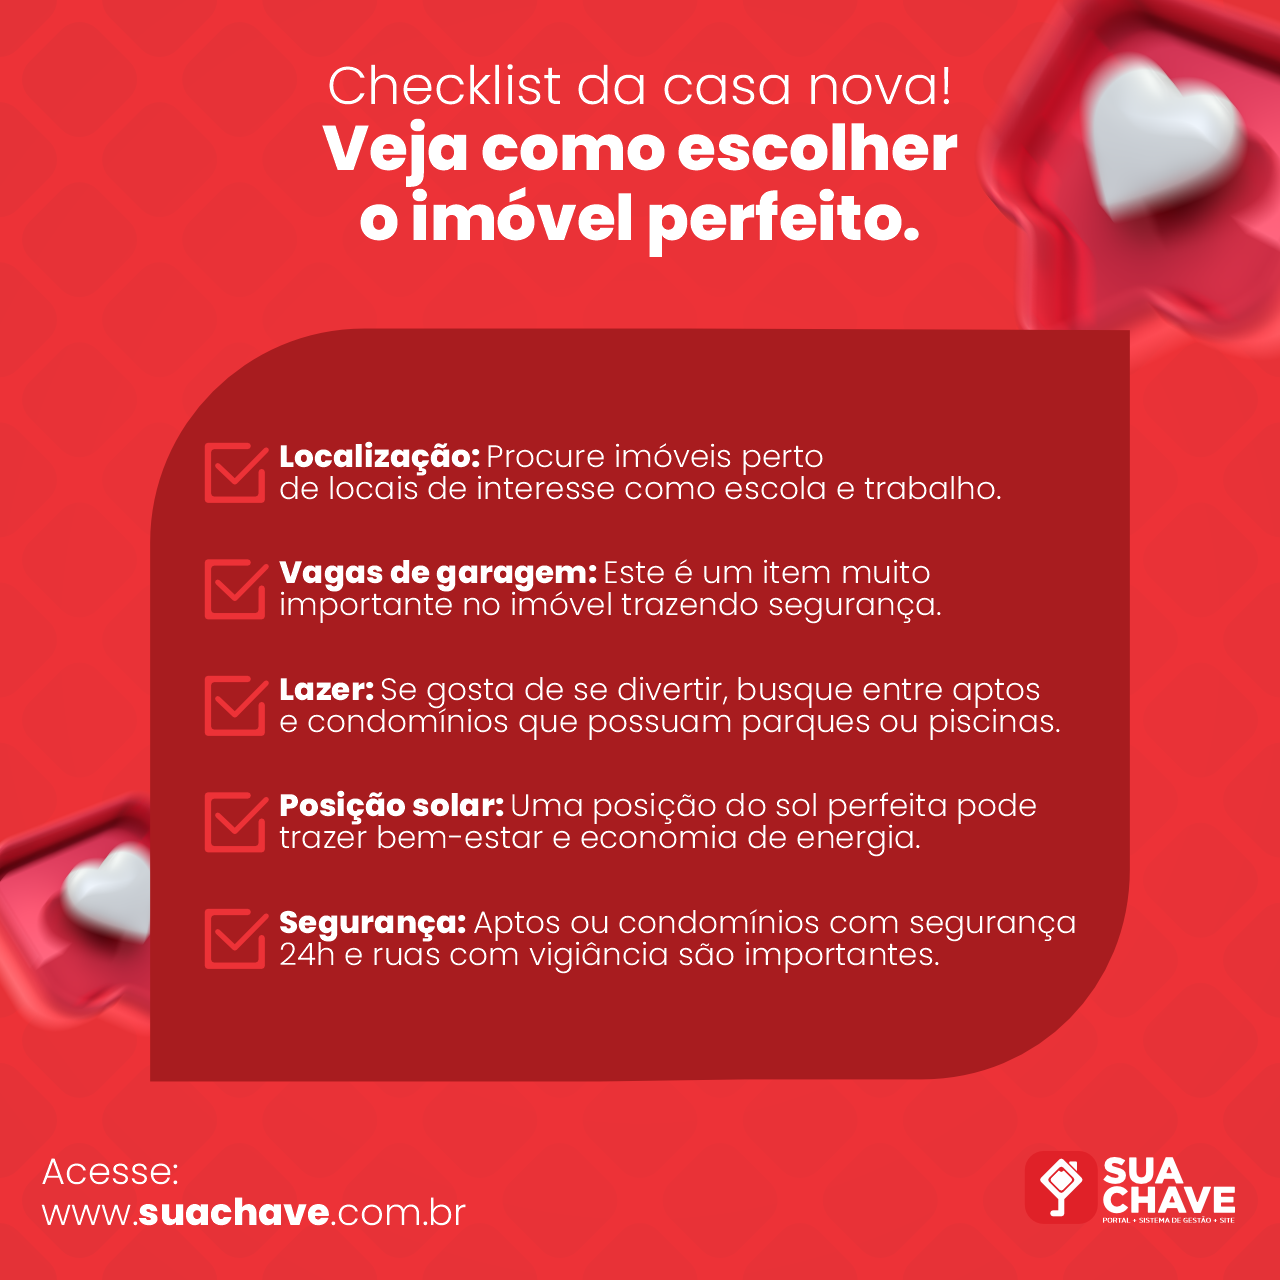 Checklist da casa nova!
Veja como escolher
o imóvel perfeito.
Localização: Procure imóveis perto
de locais de interesse como escola e trabalho.
Vagas de garagem: Este é um item muito
importante no imóvel trazendo segurança.
Lazer: Se gosta de se divertir, busque entre aptos
e condomínios que possuam parques ou piscinas.
Posição solar: Uma posição do sol perfeita pode
trazer bem-estar e economia de energia.
Segurança: Aptos ou condomínios com segurança
24h e ruas com vigiância são importantes.
Acesse:
www.suachave.com.br
SUA
CHAVE
PORTAL + SISTEMA DE GESTÃO + SITE